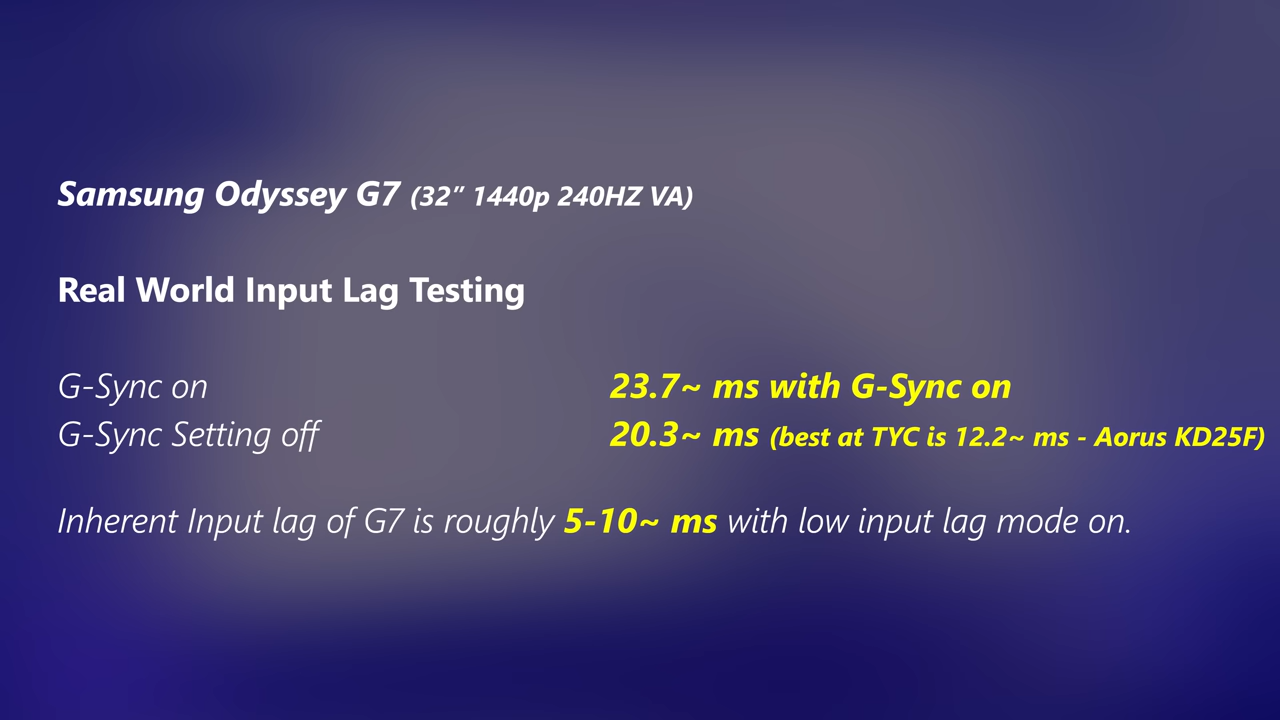 Samsung Odyssey G7 (32” 1440p 240HZ VA)
Real World Input Lag Testing
G-Sync on 23.7~ ms with G-Sync on
G-Sync Setting off 20.3~ ms (best at TYC is 12.2~ ms - Aorus KD25F)
Inherent Input lag of G7 is roughly 5-10~ ms with low input lag mode on.